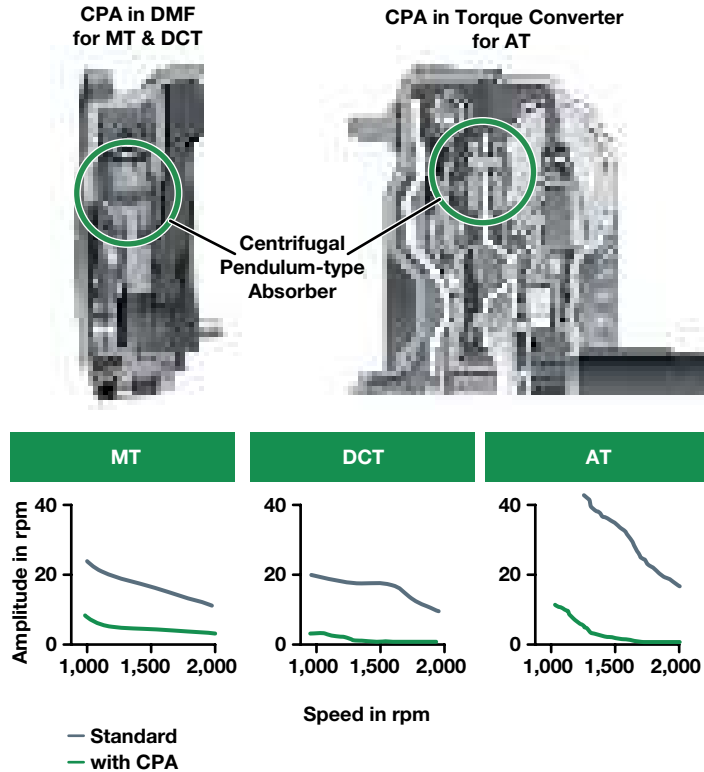 CPA in DMF
for MT & DCT
CPA in Torque Converter
for AT
Centrifugal
Pendulum-type
Absorber
MT
DCT
AT
Amplitude in rpm
40
20
0
1,000
1,500
2,000
40
20
0
1,000
1,500
2,000
40
20
0
1,000
1,500
2,000
Speed in rpm
Standard
with CPA